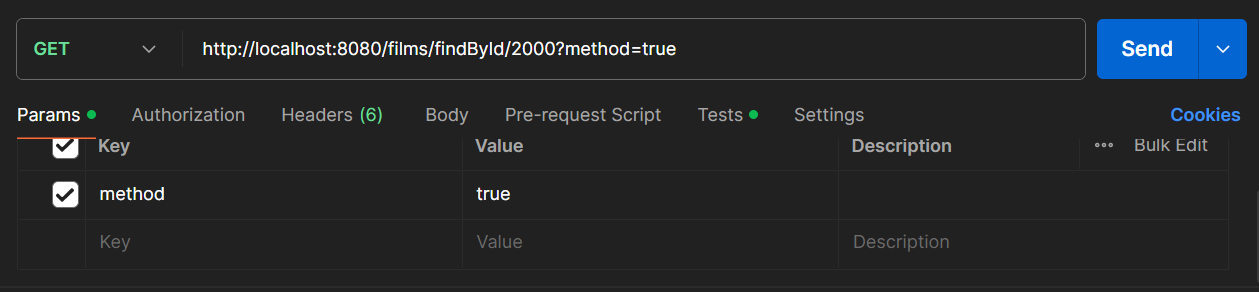 GET http://localhost:8080/films/findById/2000?method=true Send
Params Authorization Headers (6) Body Pre-request Script Tests Settings Cookies
Key Value Description Bulk Edit
method true
Key Value Description